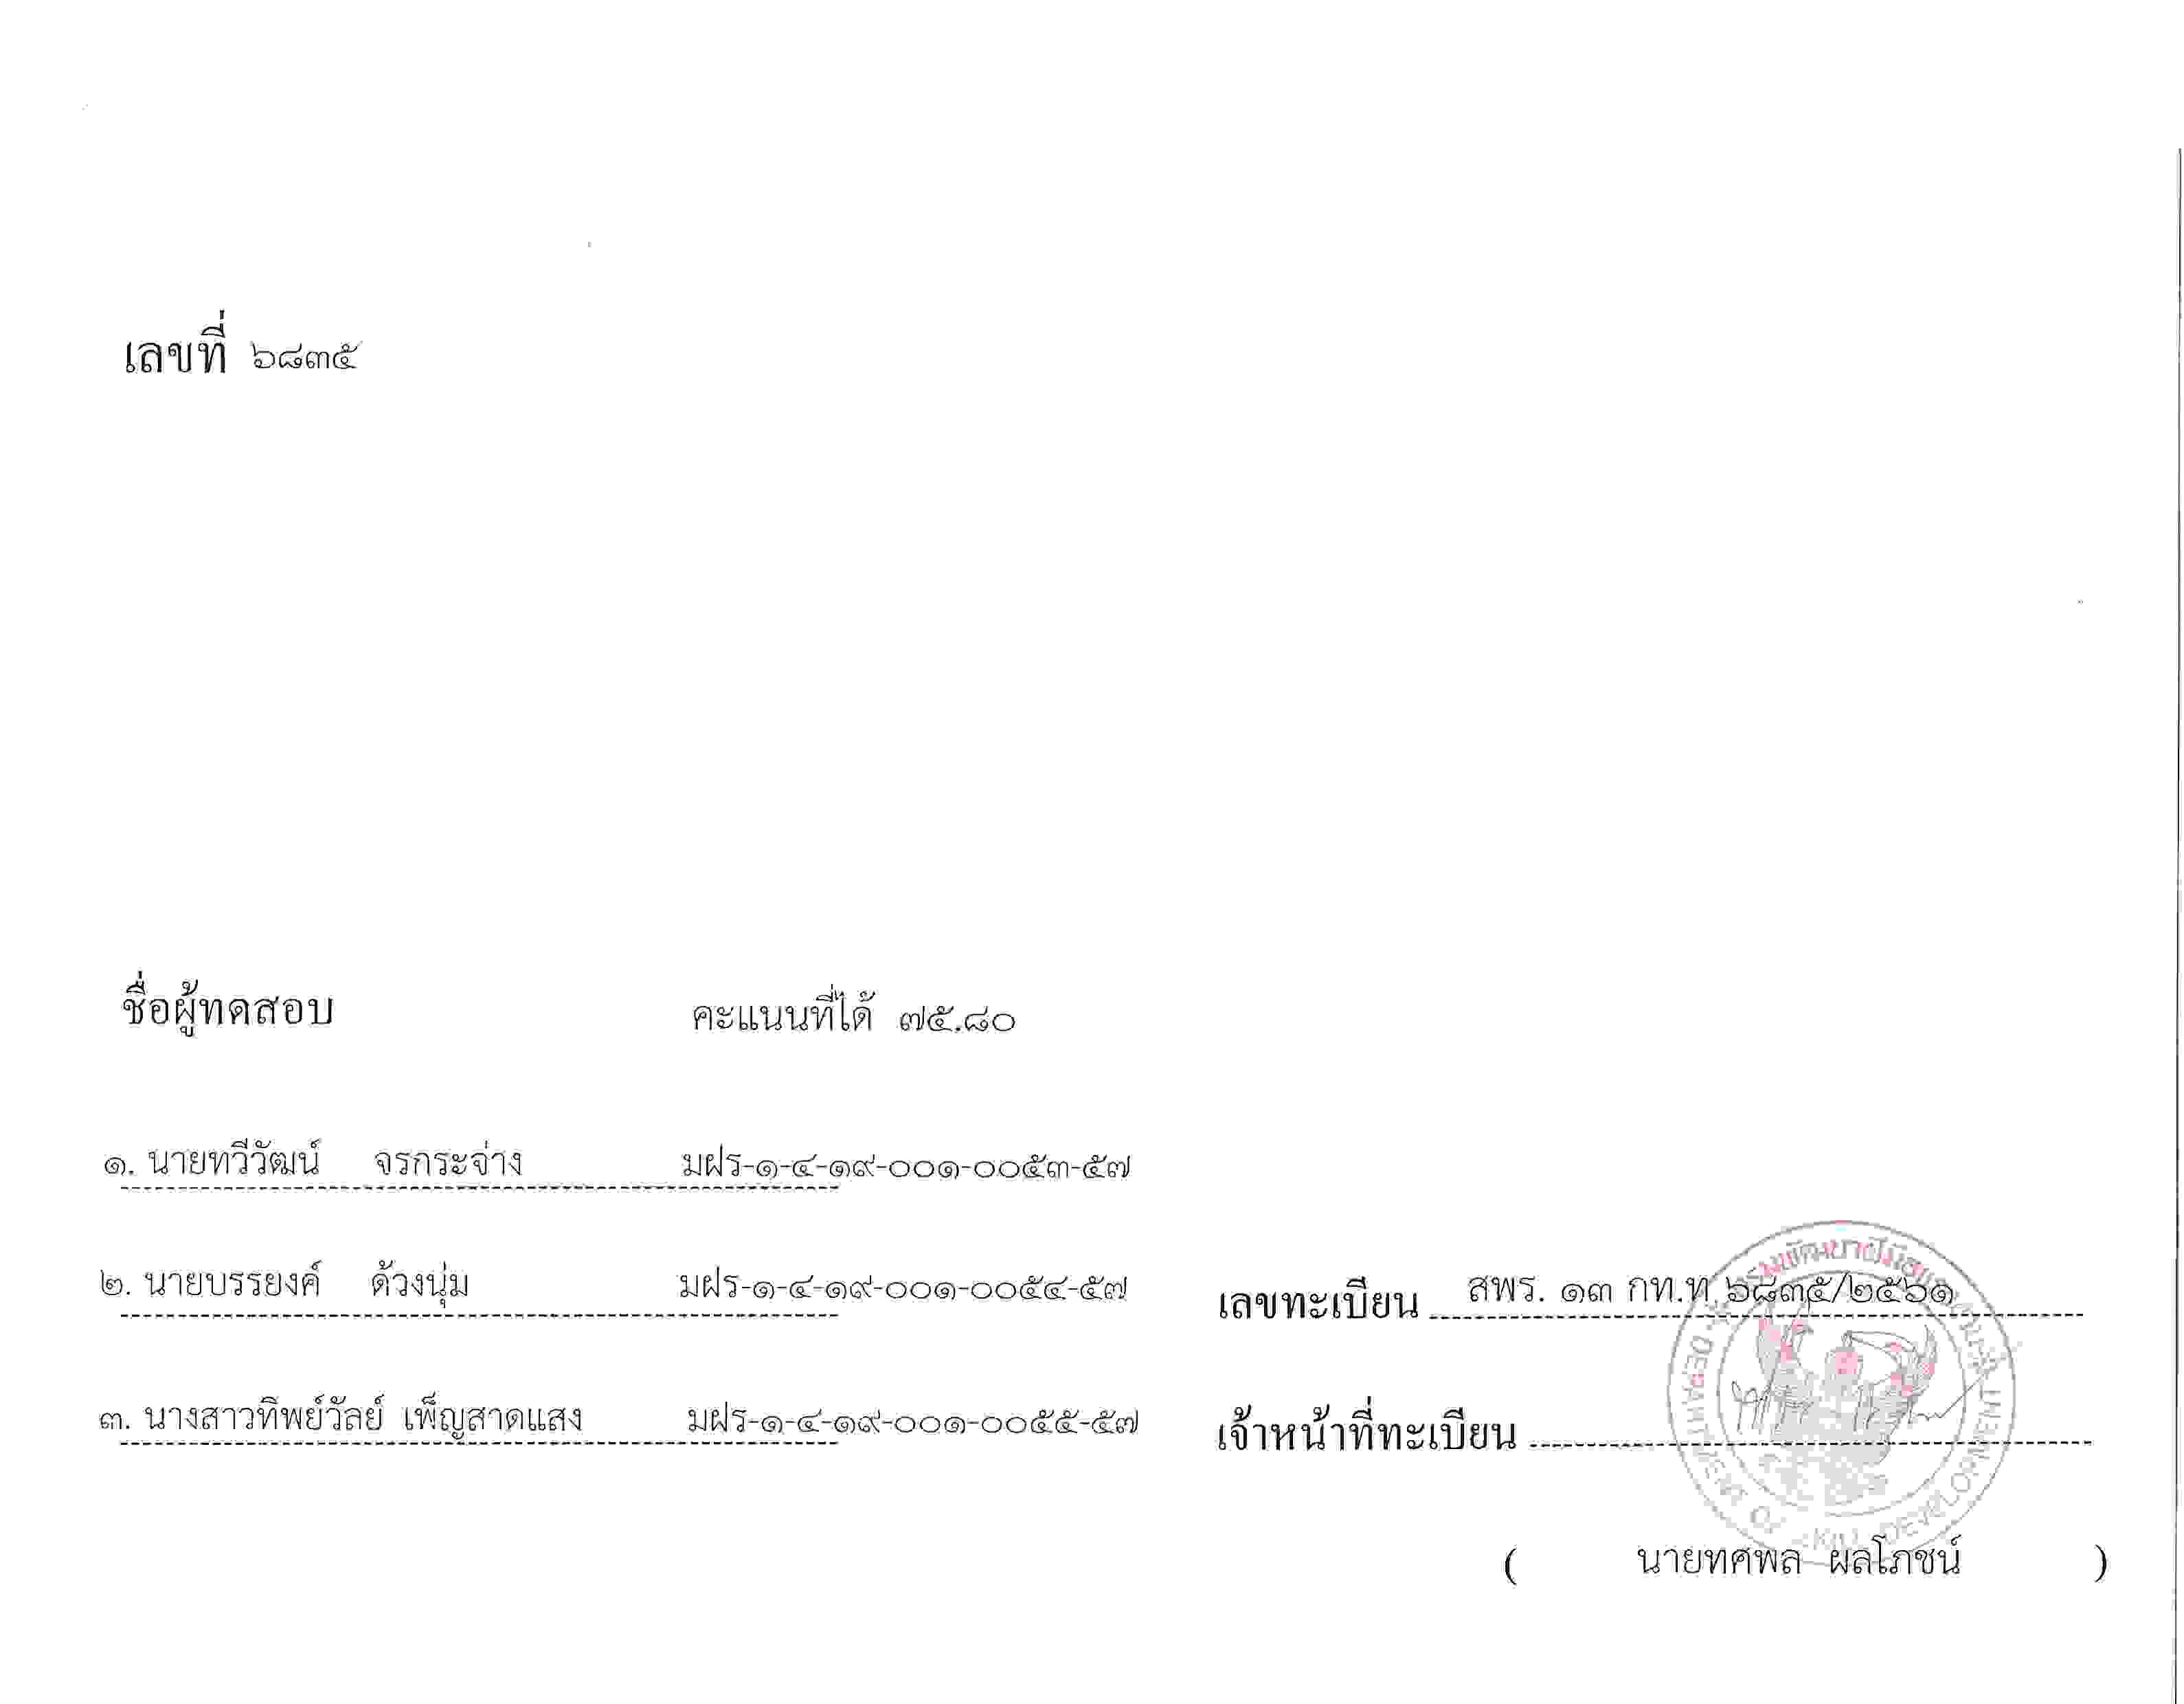 เลขที่ ๖๘๓๕
ชื่อผู้ทดสอบ คะแนนที่ได้ ๗๕.๘๐
๑. นายทวีวัฒน์ จรกระจ่าง มฝร-๑-๔-๑๙-๐๐๑-๐๐๕๓-๕๗
๒. นายบรรยงค์ ด้วงนุ่ม มฝร-๑-๔-๑๙-๐๐๑-๐๐๕๔-๕๗
๓. นางสาวทิพย์วัลย์ เพ็ญสาดแสง มฝร-๑-๔-๑๙-๐๐๑-๐๐๕๕-๕๗
เลขทะเบียน สพร. ๑๓ กท.ท ๖๘๓๕/๒๕๖๑
เจ้าหน้าที่ทะเบียน
( นายทศพล ผลโภชน์ )